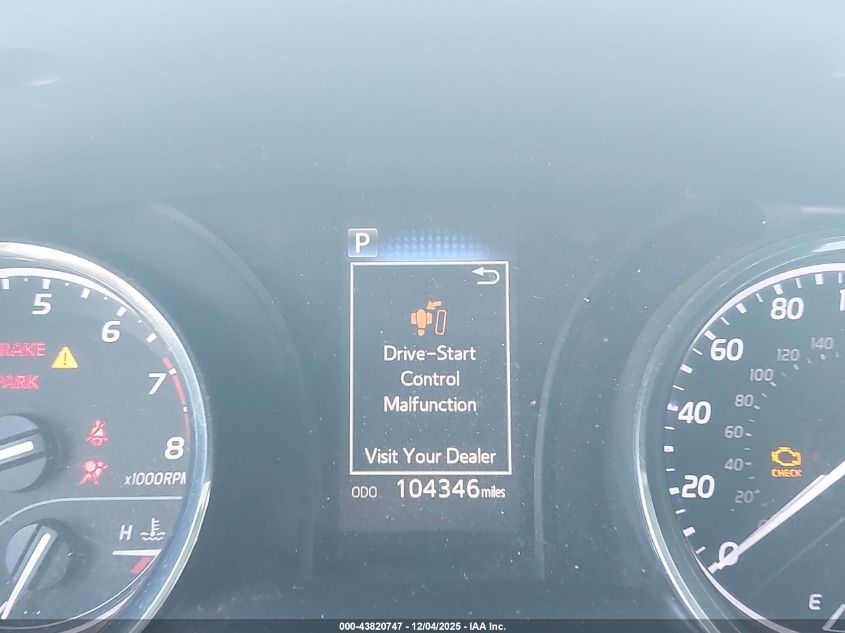 P
Drive-Start
Control
Malfunction
Visit Your Dealer
ODO 104346 miles
5
6
7
8
x1000RPM
PARK
H
0
20
40
60
80
20
40
60
80
100
120
140
CHECK
E
000-43820747 - 12/04/2025 - IAA Inc.